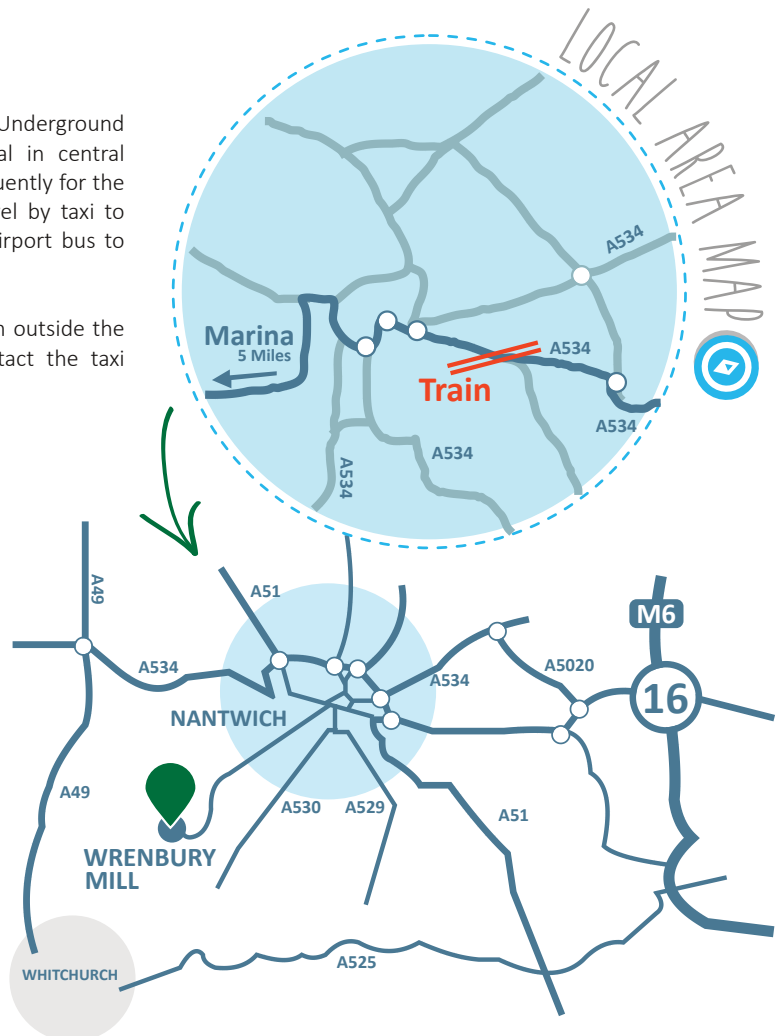 Underground
al in central
uently for the
el by taxi to
irport bus to
n outside the
tact the taxi
LOCAL AREA MAP
A534
Marina
5 Miles
A534
Train
A534
A534
A534
A49
A51
M6
A534
A534
A5020
NANTWICH
16
A49
A530
A529
A51
WRENBURY
MILL
WHITCHURCH
A525